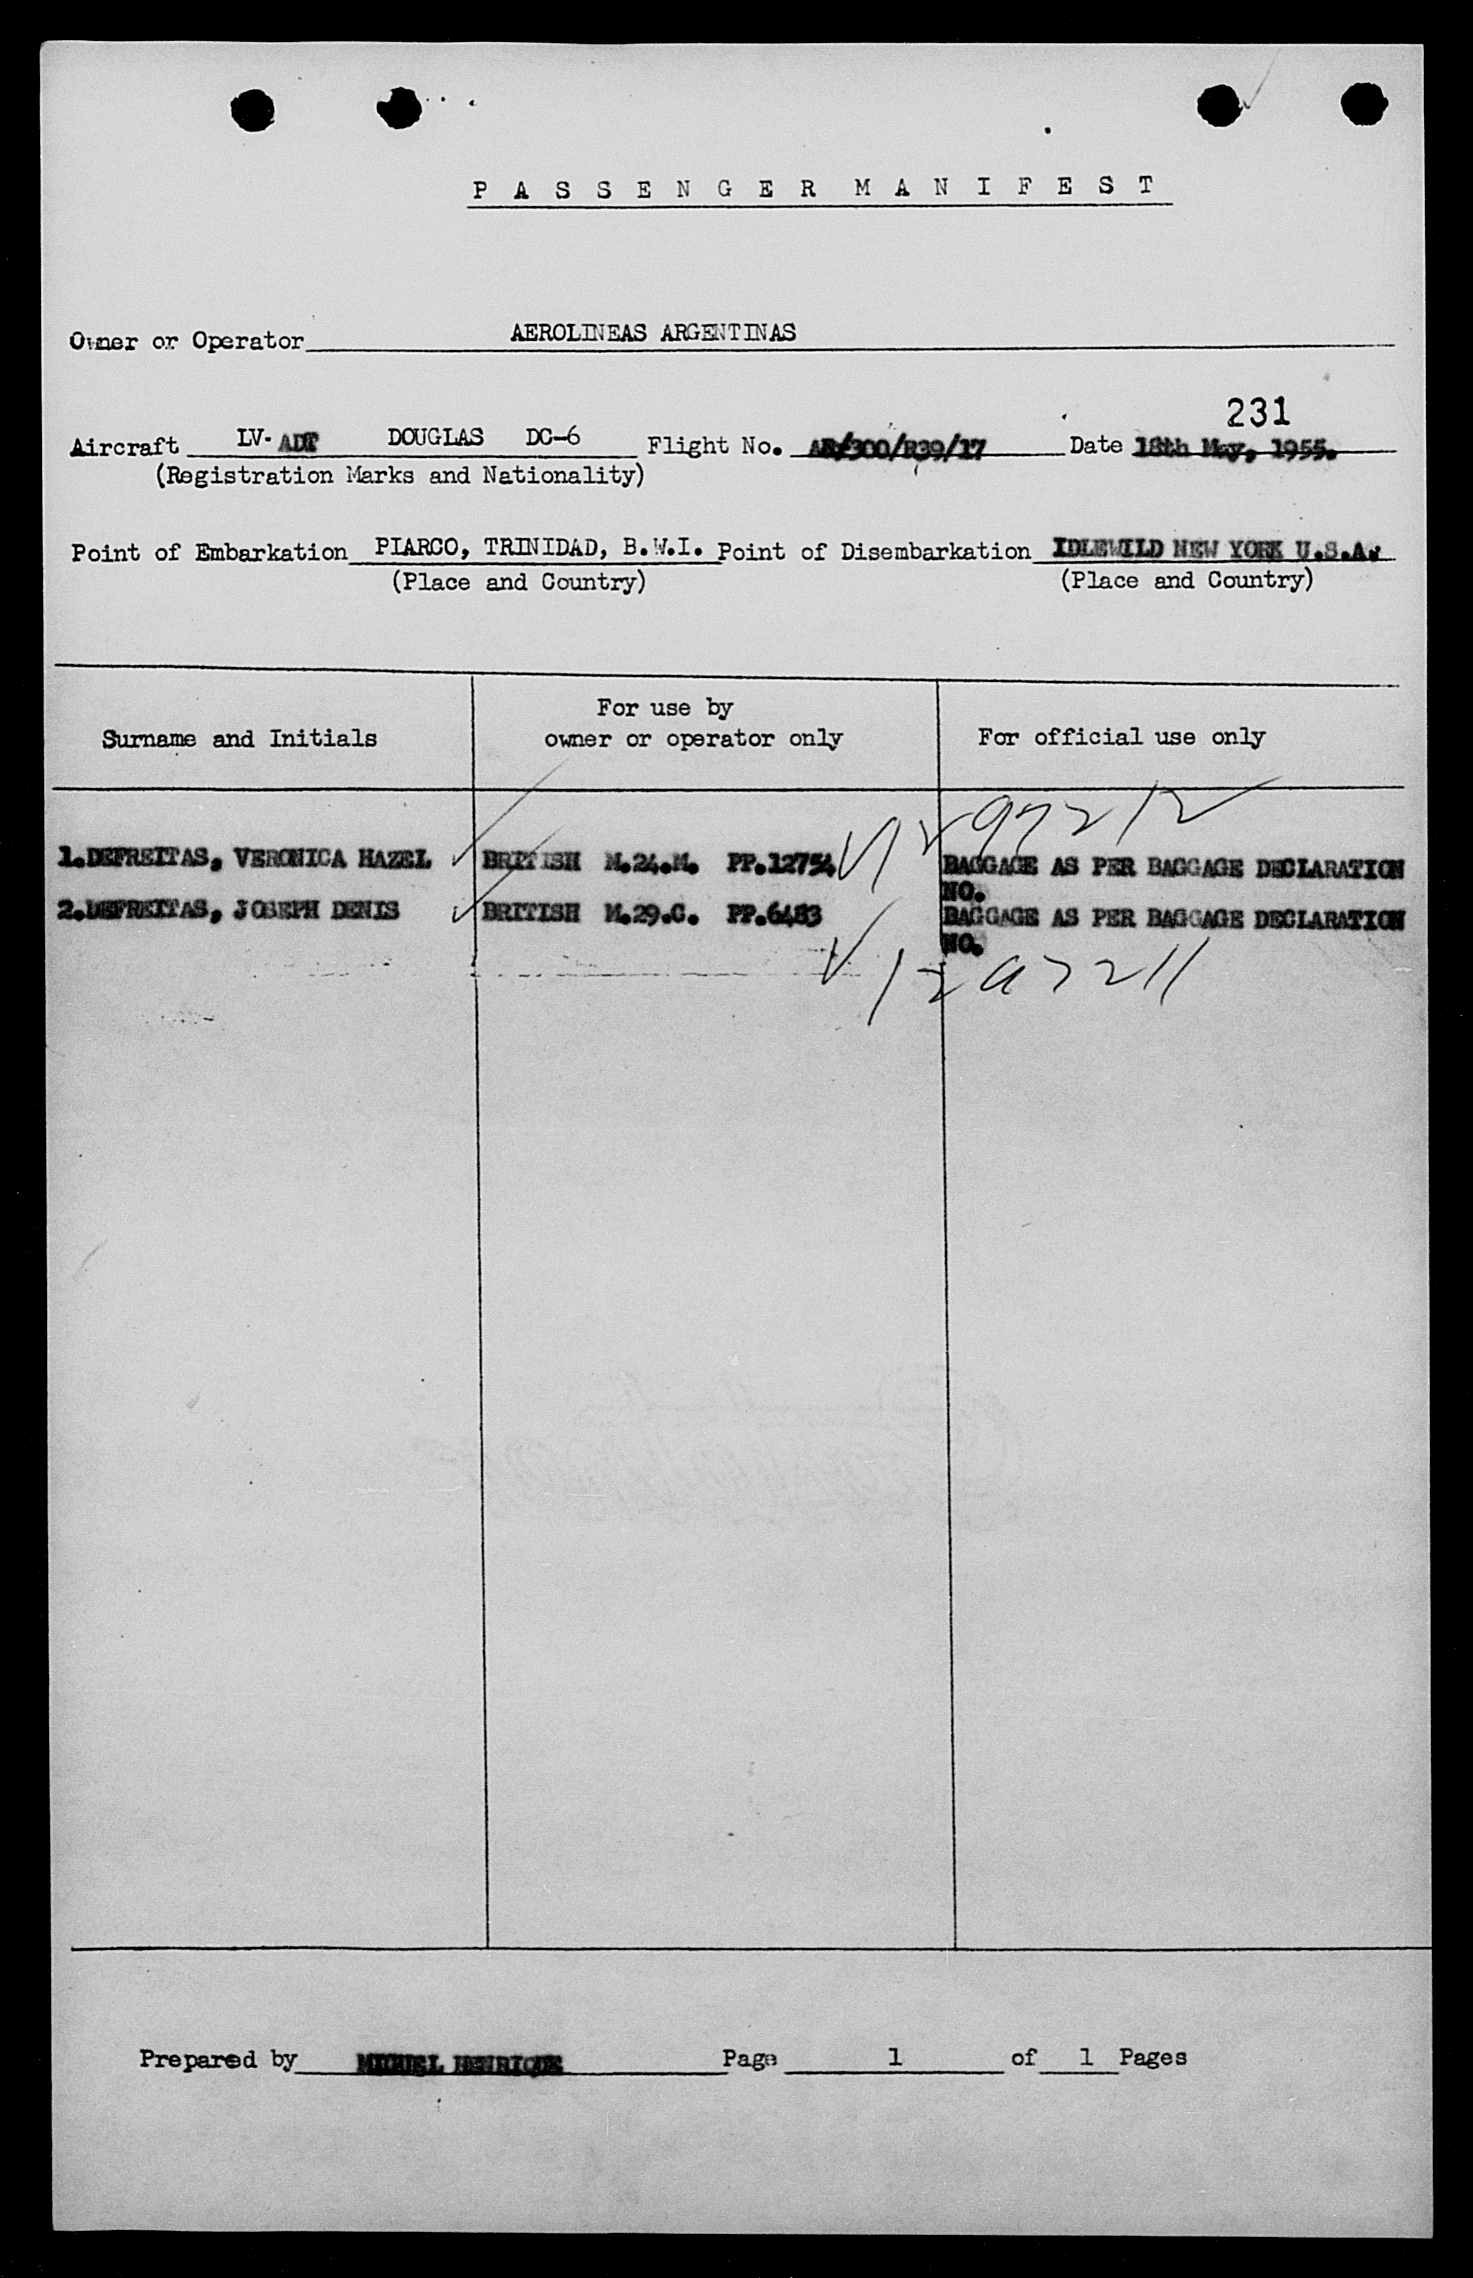 PASSENGER MANIFEST
Owner or Operator AEROLINEAS ARGENTINAS
231
Aircraft LV-ADT DOUGLAS DC-6 Flight No. AR/300/R39/17 Date 18th May, 1955.
(Registration Marks and Nationality)
Point of Embarkation PIARCO, TRINIDAD, B.W.I. Point of Disembarkation IDLEWILD NEW YORK U.S.A.
(Place and Country) (Place and Country)
For use by
Surname and Initials owner or operator only For official use only
1297212
1.DEFREITAS, VERONICA HAZEL BRITISH M.24.M. PP.12754 BAGGAGE AS PER BAGGAGE DECLARATION
NO.
2.DEFREITAS, JOSEPH DENIS BRITISH M.29.C. PP.6483 BAGGAGE AS PER BAGGAGE DECLARATION
NO.
1297211
Prepared by MIGUEL HENRIQUE Page 1 of 1 Pages